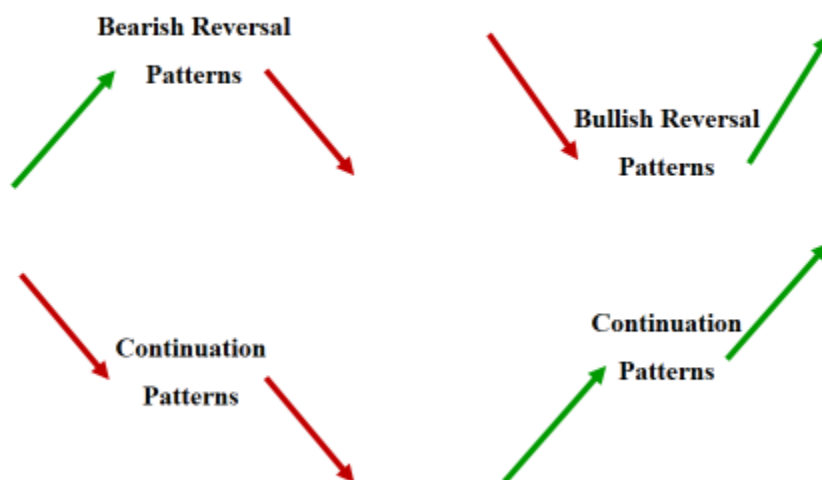 Bearish Reversal
Patterns
Bullish Reversal
Patterns
Continuation
Patterns
Continuation
Patterns